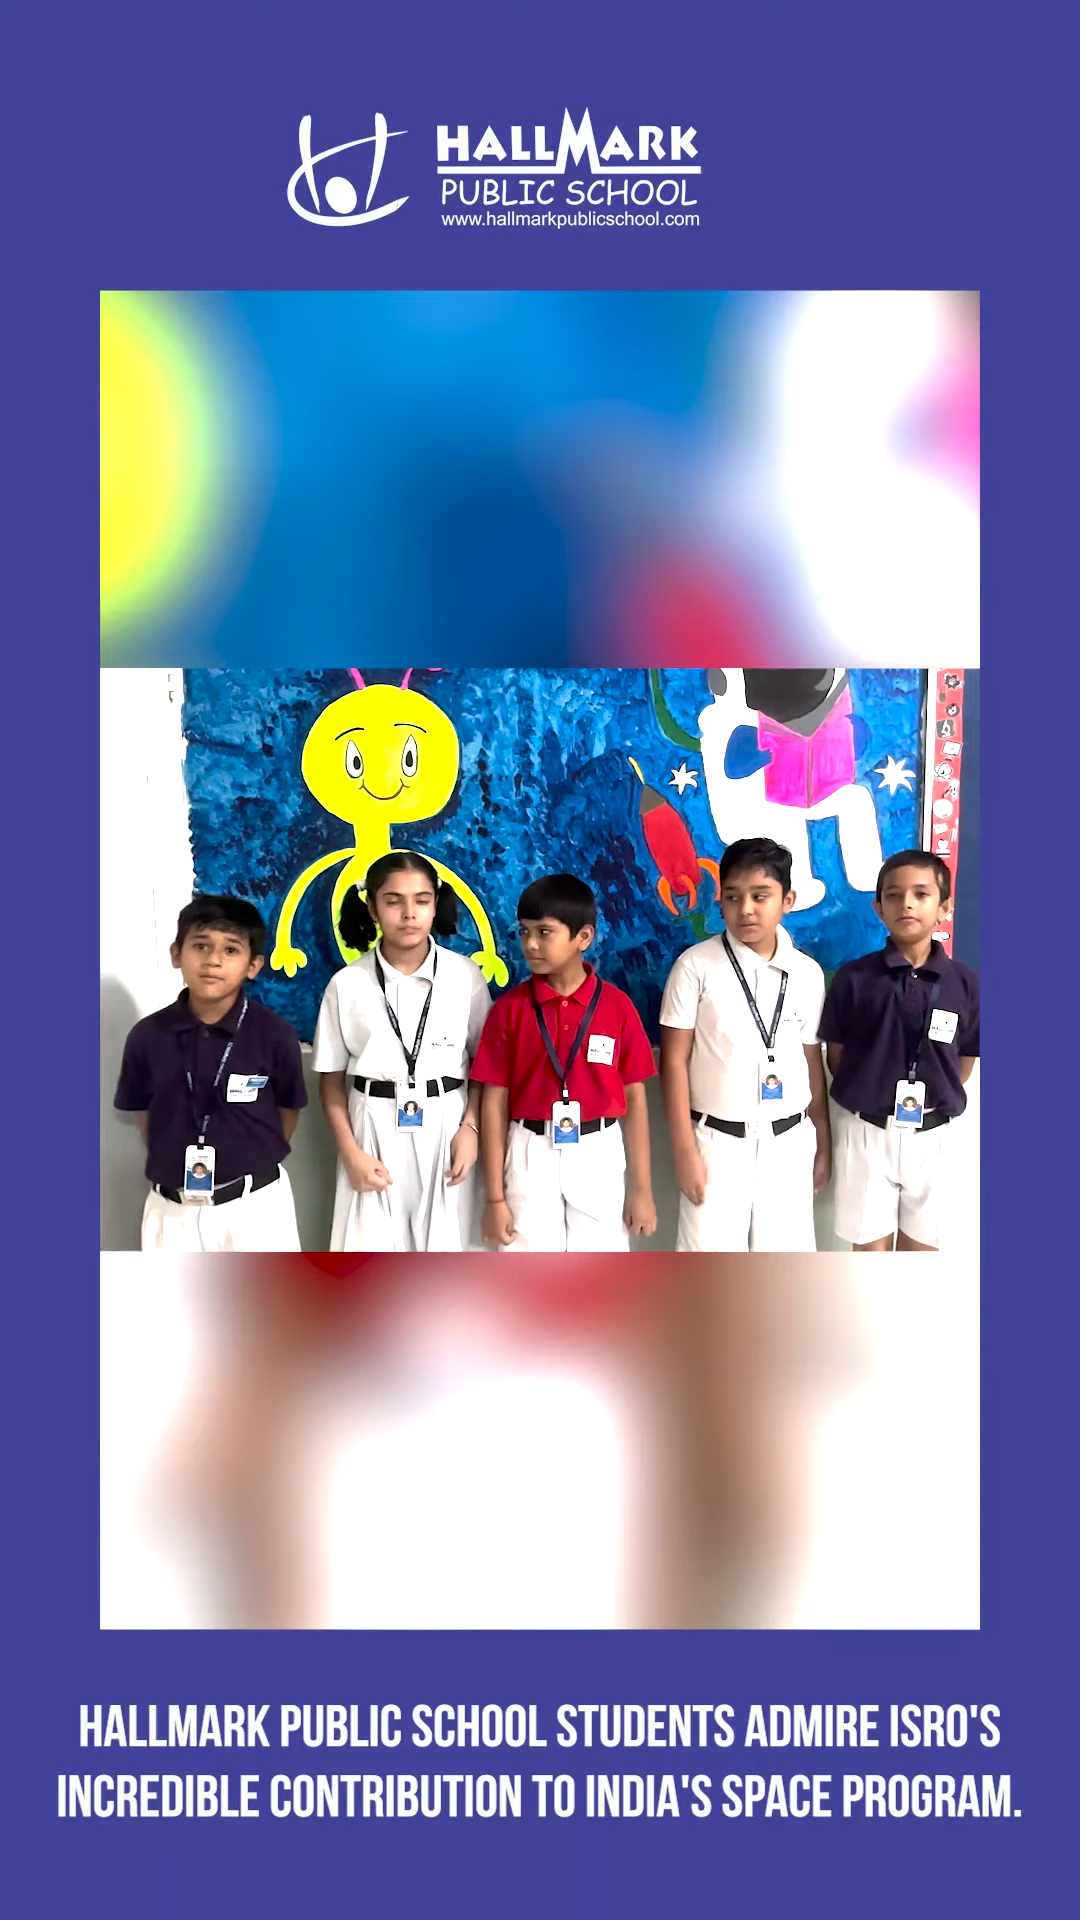 HALLMARK
PUBLIC SCHOOL
www.hallmarkpublicschool.com
HALLMARK PUBLIC SCHOOL STUDENTS ADMIRE ISRO'S
INCREDIBLE CONTRIBUTION TO INDIA'S SPACE PROGRAM.